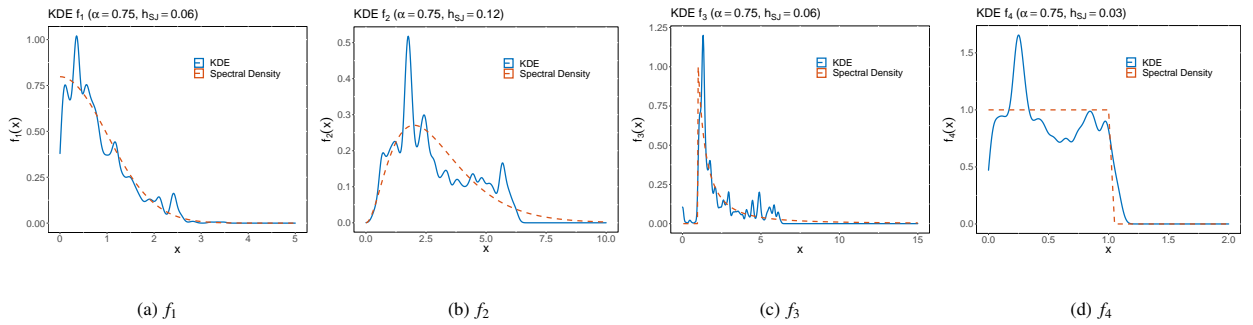 KDE f₁ (α = 0.75, h_SJ = 0.06)
f₁(x)
1.00
0.75
0.50
0.25
0.00
KDE
Spectral Density
0 1 2 3 4 5
x
(a) f₁
KDE f₂ (α = 0.75, h_SJ = 0.12)
f₂(x)
0.5
0.4
0.3
0.2
0.1
0.0
KDE
Spectral Density
0.0 2.5 5.0 7.5 10.0
x
(b) f₂
KDE f₃ (α = 0.75, h_SJ = 0.06)
f₃(x)
1.25
1.00
0.75
0.50
0.25
0.00
KDE
Spectral Density
0 5 10 15
x
(c) f₃
KDE f₄ (α = 0.75, h_SJ = 0.03)
f₄(x)
1.5
1.0
0.5
0.0
KDE
Spectral Density
0.0 0.5 1.0 1.5 2.0
x
(d) f₄